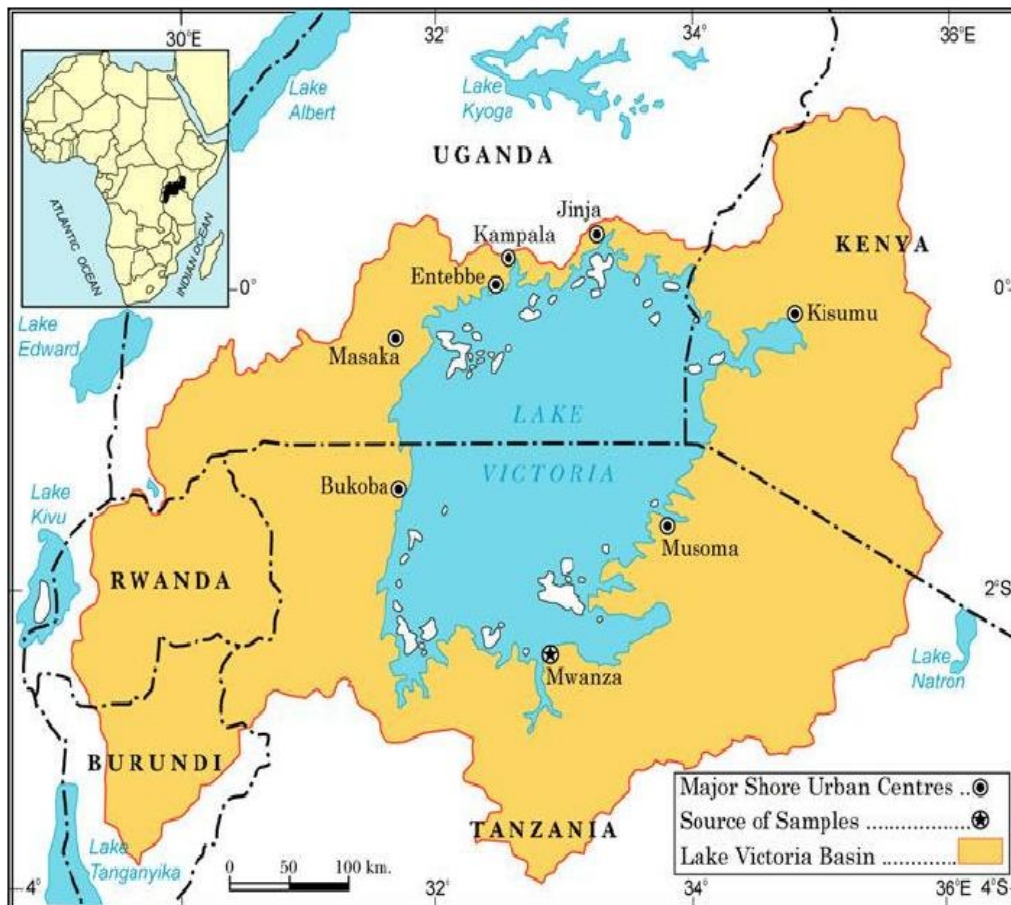 30°E
32°
34°
36°E
Lake
Albert
Lake
Kyoga
UGANDA
ATLANTIC OCEAN
INDIAN OCEAN
Jinja
Kampala
KENYA
Entebbe
0°
0°
Lake
Edward
Kisumu
Masaka
LAKE
VICTORIA
Bukoba
Lake
Kivu
Musoma
RWANDA
2°S
Mwanza
Lake
Natron
BURUNDI
Major Shore Urban Centres ..
Source of Samples ...............
Lake Victoria Basin ............
TANZANIA
Lake
Tanganyika
0 50 100 km.
4°
32°
34°
36°E 4°S